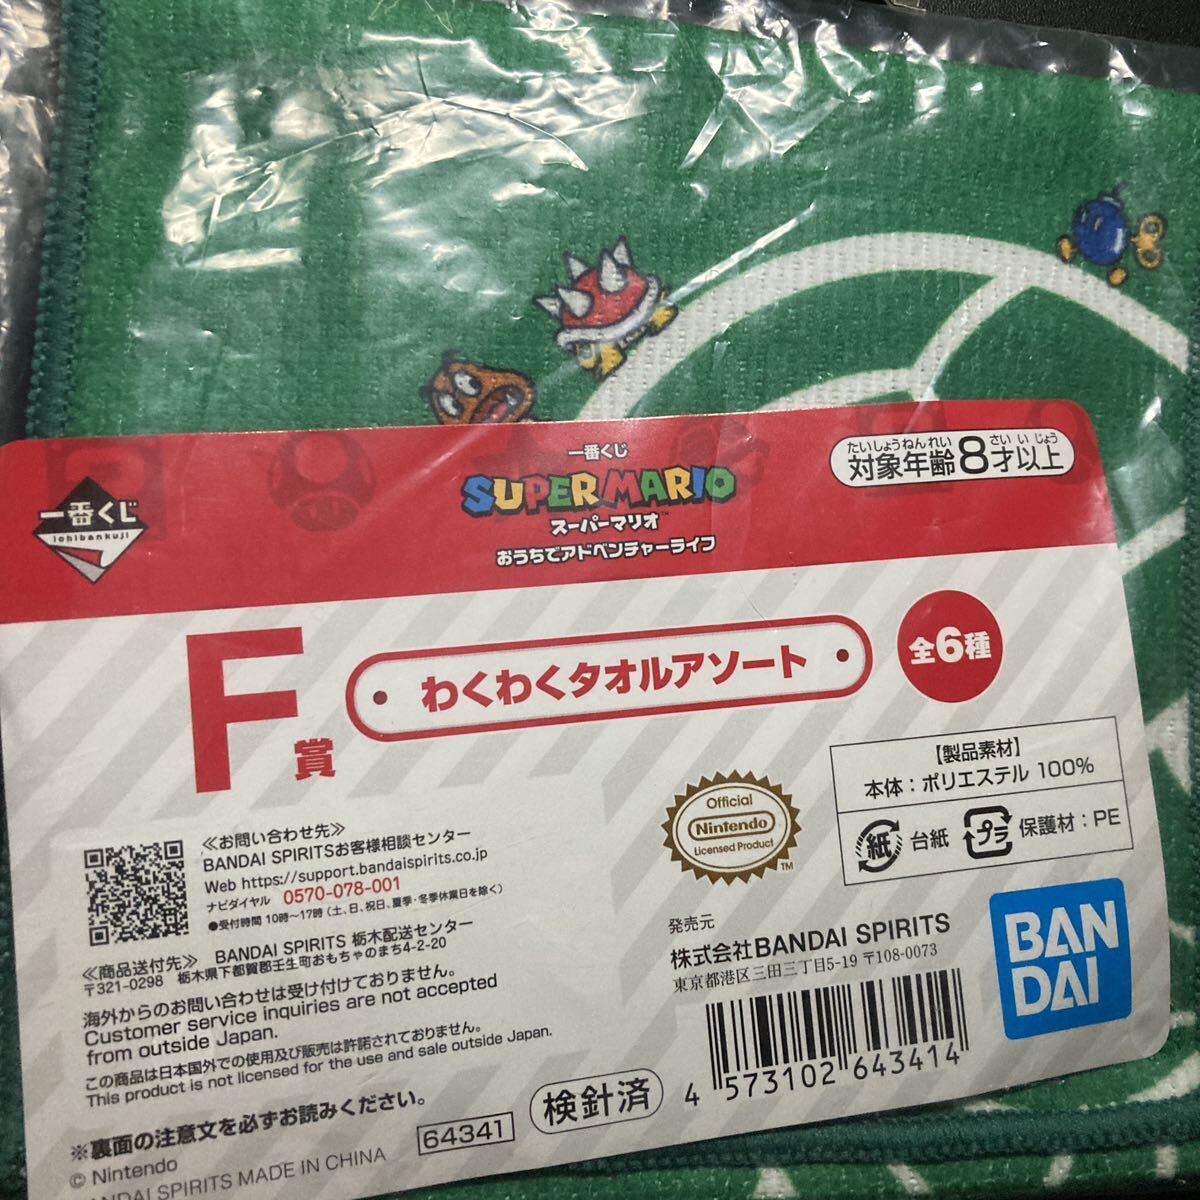 一番くじ
ichibankuji
一番くじ
SUPER MARIO™
スーパーマリオ
おうちでアドベンチャーライフ
たいしょうねんれい さいいじょう
対象年齢8才以上
F賞
わくわくタオルアソート
全6種
【製品素材】
本体：ポリエステル 100%
紙 台紙 プラ 保護材：PE
≪お問い合わせ先≫
BANDAI SPIRITSお客様相談センター
Web https://support.bandaispirits.co.jp
ナビダイヤル 0570-078-001
●受付時間 10時～17時（土、日、祝日、夏季・冬季休業日を除く）
≪商品送付先≫ BANDAI SPIRITS 栃木配送センター
〒321-0298 栃木県下都賀郡壬生町おもちゃのまち4-2-20
海外からのお問い合わせは受け付けておりません。
Customer service inquiries are not accepted
from outside Japan.
この商品は日本国外での使用及び販売は許諾されておりません。
This product is not licensed for the use and sale outside Japan.
※裏面の注意文を必ずお読みください。
64341
検針済
© Nintendo
BANDAI SPIRITS MADE IN CHINA
Official
Nintendo
Licensed Product
TM
発売元
株式会社BANDAI SPIRITS
東京都港区三田三丁目5-19 〒108-0073
BAN
DAI
4 573102 643414